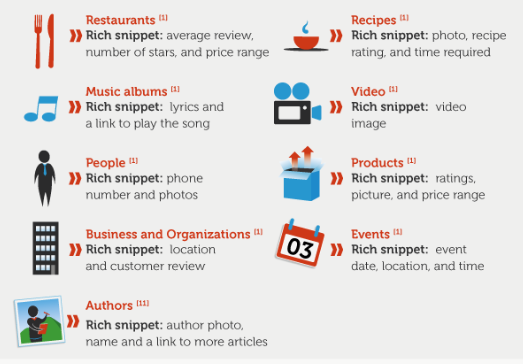 Restaurants [1]
Rich snippet: average review,
number of stars, and price range
Recipes [1]
Rich snippet: photo, recipe
rating, and time required
Music albums [1]
Rich snippet: lyrics and
a link to play the song
Video [1]
Rich snippet: video
image
People [1]
Rich snippet: phone
number and photos
Products [1]
Rich snippet: ratings,
picture, and price range
Business and Organizations [1]
Rich snippet: location
and customer review
03
Events [1]
Rich snippet: event
date, location, and time
Authors [11]
Rich snippet: author photo,
name and a link to more articles